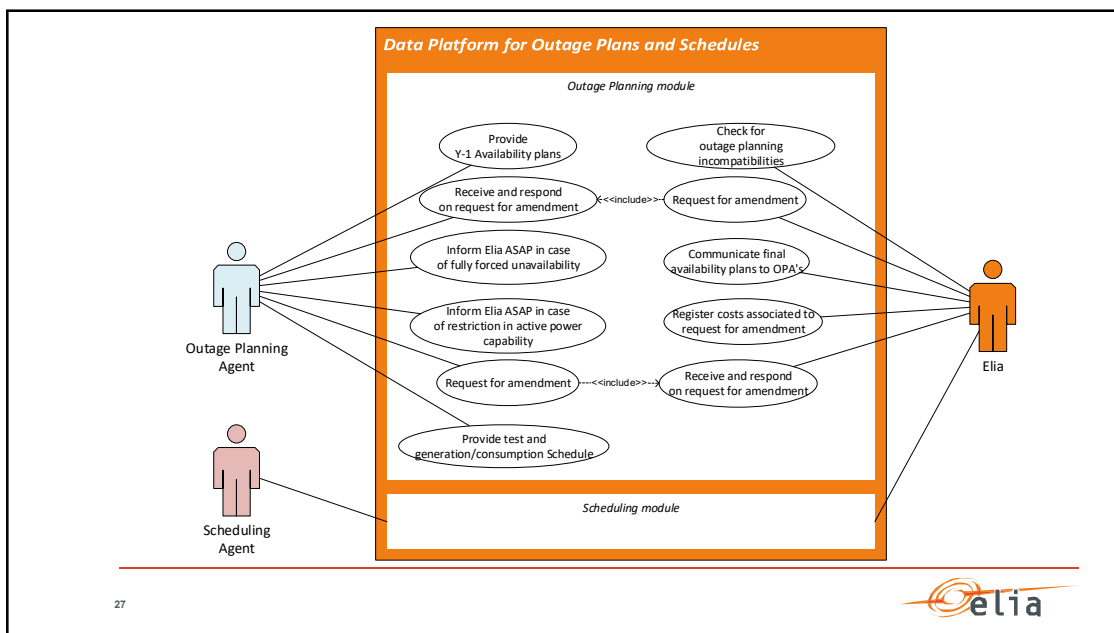 Data Platform for Outage Plans and Schedules
Outage Planning module
Provide
Y-1 Availability plans
Check for
outage planning
incompatibilities
Receive and respond
on request for amendment
<<include>>
Request for amendment
Inform Elia ASAP in case
of fully forced unavailability
Communicate final
availability plans to OPA's
Inform Elia ASAP in case
of restriction in active power
capability
Register costs associated to
request for amendment
Outage Planning
Agent
Elia
Request for amendment
<<include>>
Receive and respond
on request for amendment
Provide test and
generation/consumption Schedule
Scheduling module
Scheduling
Agent
27
elia